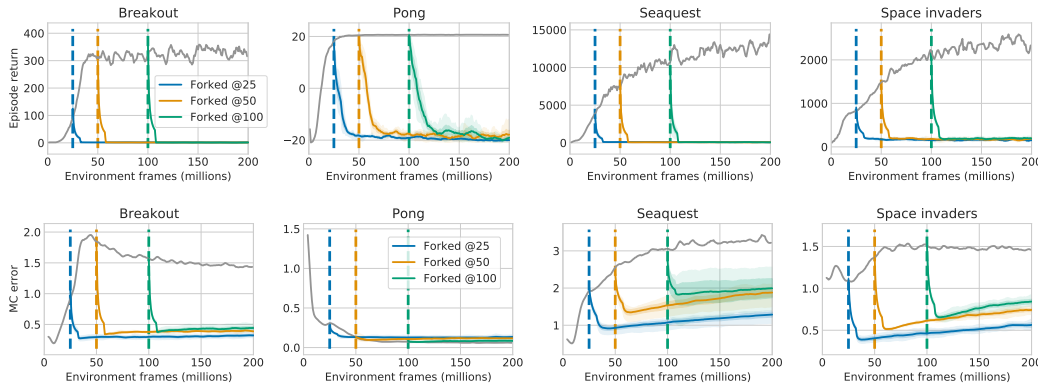 Breakout
Pong
Seaquest
Space invaders
Episode return
400
300
200
100
0
Forked @25
Forked @50
Forked @100
0 50 100 150 200
Environment frames (millions)
20
0
−20
0 50 100 150 200
Environment frames (millions)
15000
10000
5000
0
0 50 100 150 200
Environment frames (millions)
2000
1000
0
0 50 100 150 200
Environment frames (millions)
Breakout
Pong
Seaquest
Space invaders
MC error
2.0
1.5
1.0
0.5
0 50 100 150 200
Environment frames (millions)
1.5
1.0
0.5
0.0
Forked @25
Forked @50
Forked @100
0 50 100 150 200
Environment frames (millions)
3
2
1
0 50 100 150 200
Environment frames (millions)
1.5
1.0
0.5
0 50 100 150 200
Environment frames (millions)